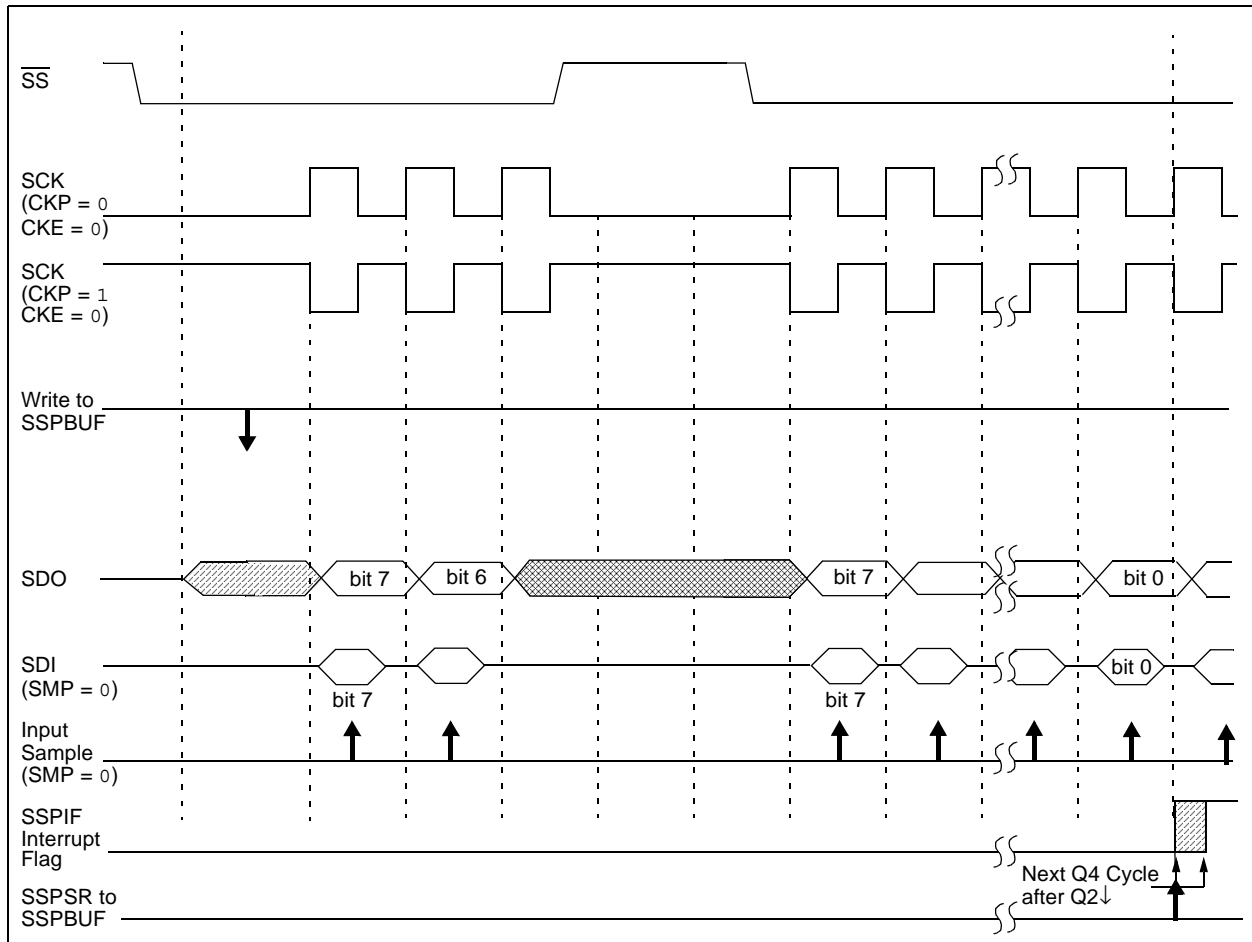 SS
SCK
(CKP = 0
CKE = 0)
SCK
(CKP = 1
CKE = 0)
Write to
SSPBUF
SDO
bit 7
bit 6
bit 7
bit 0
SDI
(SMP = 0)
bit 7
bit 7
bit 0
Input
Sample
(SMP = 0)
SSPIF
Interrupt
Flag
Next Q4 Cycle
after Q2↓
SSPSR to
SSPBUF